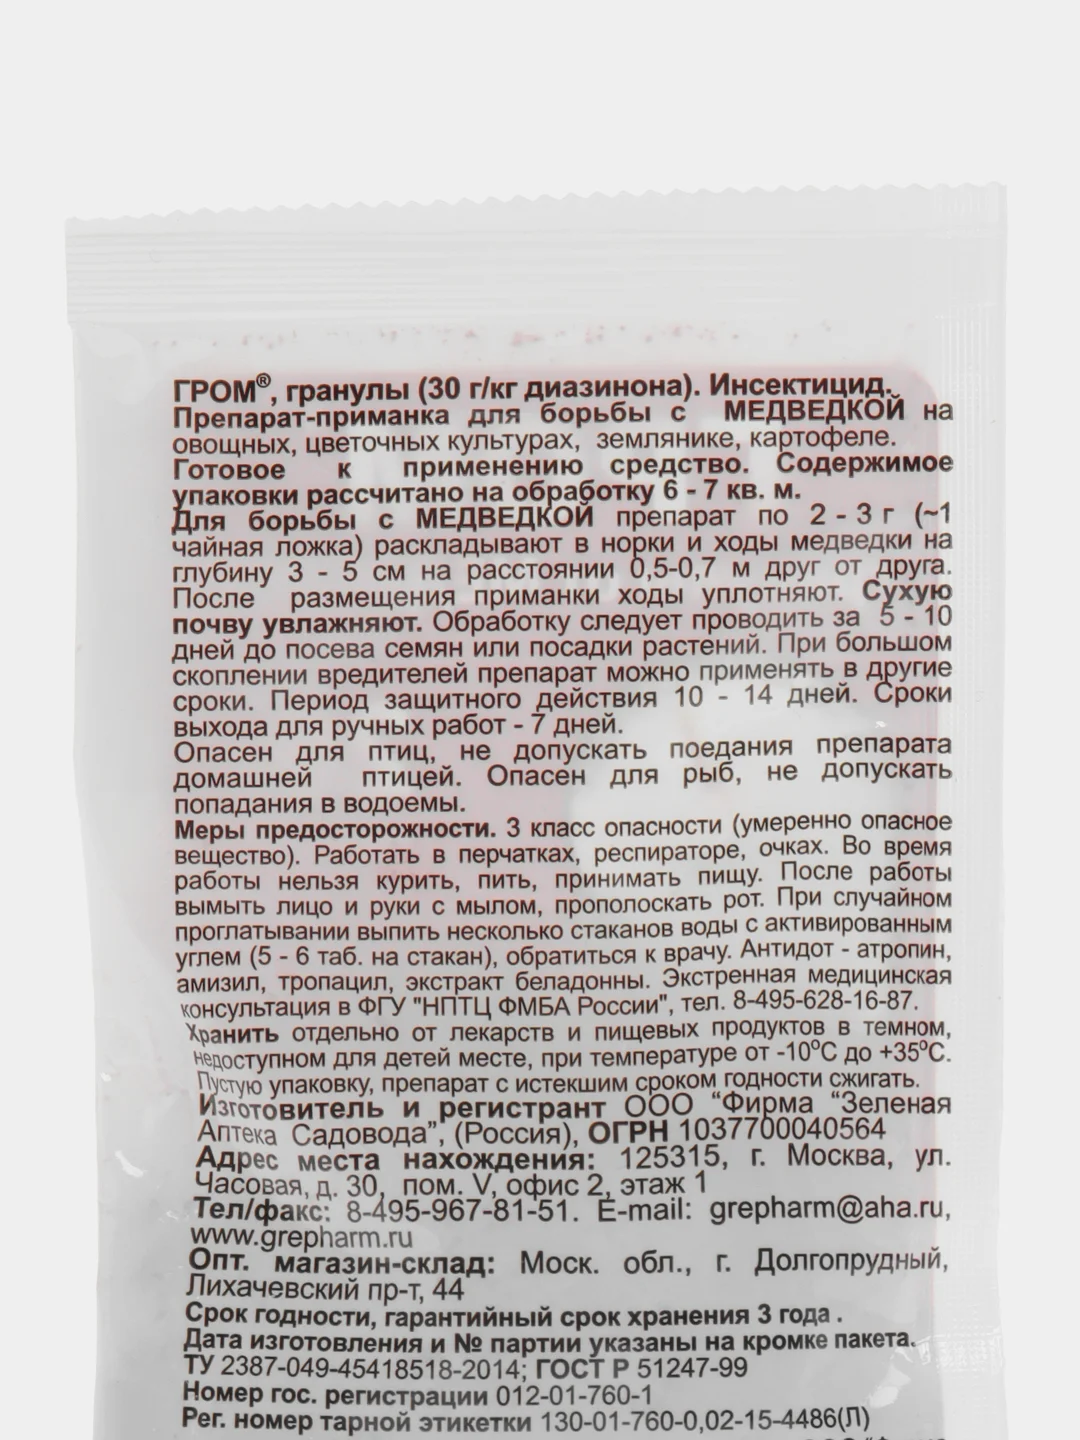 ГРОМ®, гранулы (30 г/кг диазинона). Инсектицид.
Препарат-приманка для борьбы с МЕДВЕДКОЙ на
овощных, цветочных культурах, землянике, картофеле.
Готовое к применению средство. Содержимое
упаковки рассчитано на обработку 6 - 7 кв. м.
Для борьбы с МЕДВЕДКОЙ препарат по 2 - 3 г (~1
чайная ложка) раскладывают в норки и ходы медведки на
глубину 3 - 5 см на расстоянии 0,5-0,7 м друг от друга.
После размещения приманки ходы уплотняют. Сухую
почву увлажняют. Обработку следует проводить за 5 - 10
дней до посева семян или посадки растений. При большом
скоплении вредителей препарат можно применять в другие
сроки. Период защитного действия 10 - 14 дней. Сроки
выхода для ручных работ - 7 дней.
Опасен для птиц, не допускать поедания препарата
домашней птицей. Опасен для рыб, не допускать
попадания в водоемы.
Меры предосторожности. 3 класс опасности (умеренно опасное
вещество). Работать в перчатках, респираторе, очках. Во время
работы нельзя курить, пить, принимать пищу. После работы
вымыть лицо и руки с мылом, прополоскать рот. При случайном
проглатывании выпить несколько стаканов воды с активированным
углем (5 - 6 таб. на стакан), обратиться к врачу. Антидот - атропин,
амизил, тропацил, экстракт беладонны. Экстренная медицинская
консультация в ФГУ "НПТЦ ФМБА России", тел. 8-495-628-16-87.
Хранить отдельно от лекарств и пищевых продуктов в темном,
недоступном для детей месте, при температуре от -10°С до +35°С.
Пустую упаковку, препарат с истекшим сроком годности сжигать.
Изготовитель и регистрант ООО “Фирма “Зеленая
Аптека Садовода”, (Россия), ОГРН 1037700040564
Адрес места нахождения: 125315, г. Москва, ул.
Часовая, д. 30, пом. V, офис 2, этаж 1
Тел/факс: 8-495-967-81-51. E-mail: grepharm@aha.ru,
www.grepharm.ru
Опт. магазин-склад: Моск. обл., г. Долгопрудный,
Лихачевский пр-т, 44
Срок годности, гарантийный срок хранения 3 года .
Дата изготовления и № партии указаны на кромке пакета.
ТУ 2387-049-45418518-2014; ГОСТ Р 51247-99
Номер гос. регистрации 012-01-760-1
Рег. номер тарной этикетки 130-01-760-0,02-15-4486(Л)